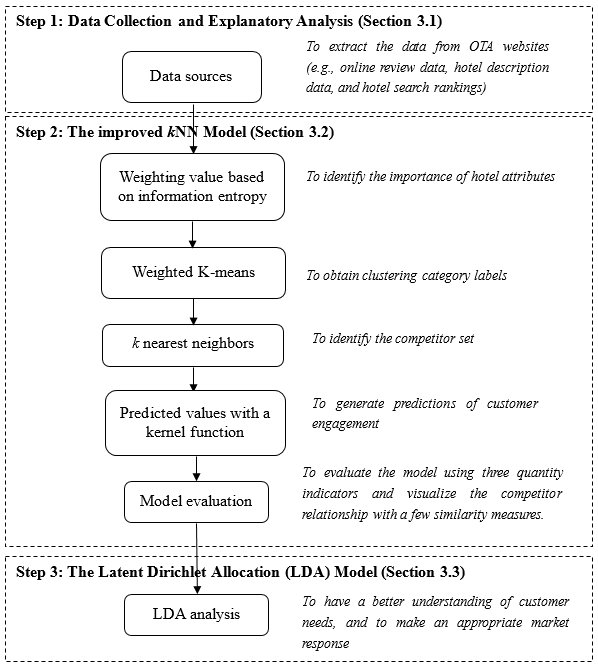 Step 1: Data Collection and Explanatory Analysis (Section 3.1)
Data sources
To extract the data from OTA websites
(e.g., online review data, hotel description
data, and hotel search rankings)
Step 2: The improved kNN Model (Section 3.2)
Weighting value based
on information entropy
To identify the importance of hotel attributes
Weighted K-means
To obtain clustering category labels
k nearest neighbors
To identify the competitor set
Predicted values with a
kernel function
To generate predictions of customer
engagement
Model evaluation
To evaluate the model using three quantity
indicators and visualize the competitor
relationship with a few similarity measures.
Step 3: The Latent Dirichlet Allocation (LDA) Model (Section 3.3)
LDA analysis
To have a better understanding of customer
needs, and to make an appropriate market
response